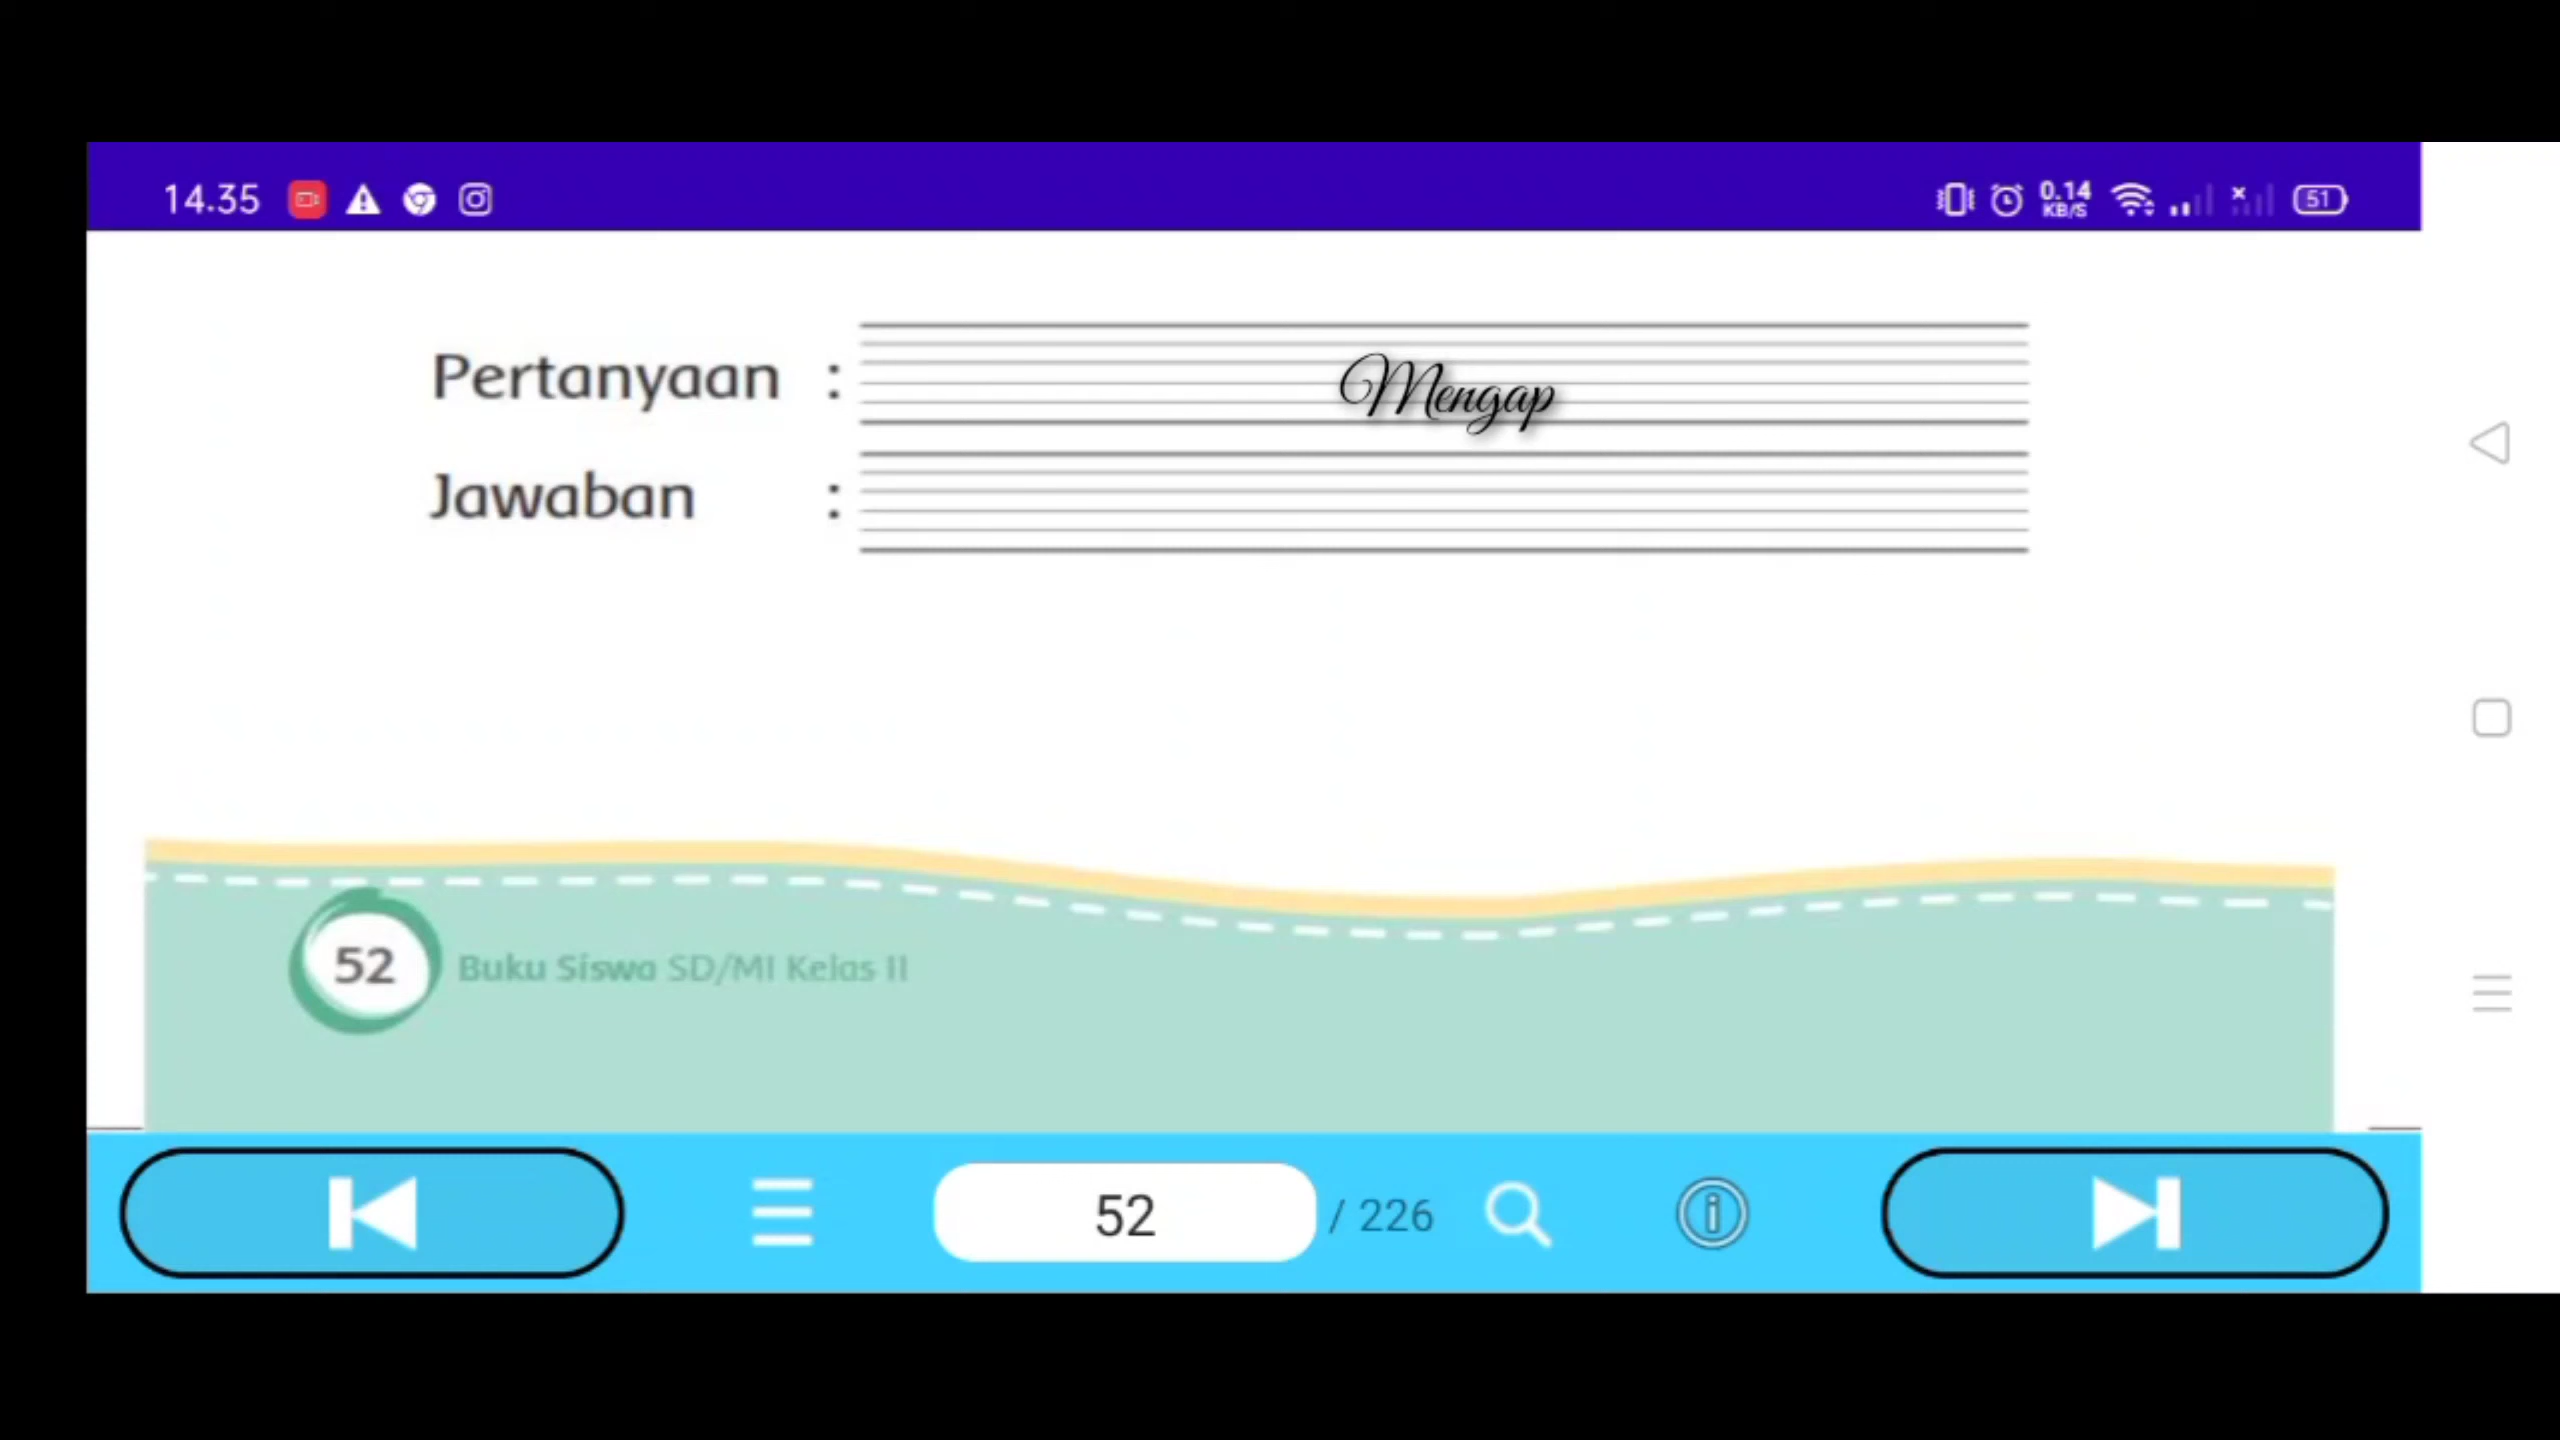 14.35 0.14 KB/S 51
Pertanyaan : Mengap
Jawaban :
52 Buku Siswa SD/MI Kelas II
52 / 226